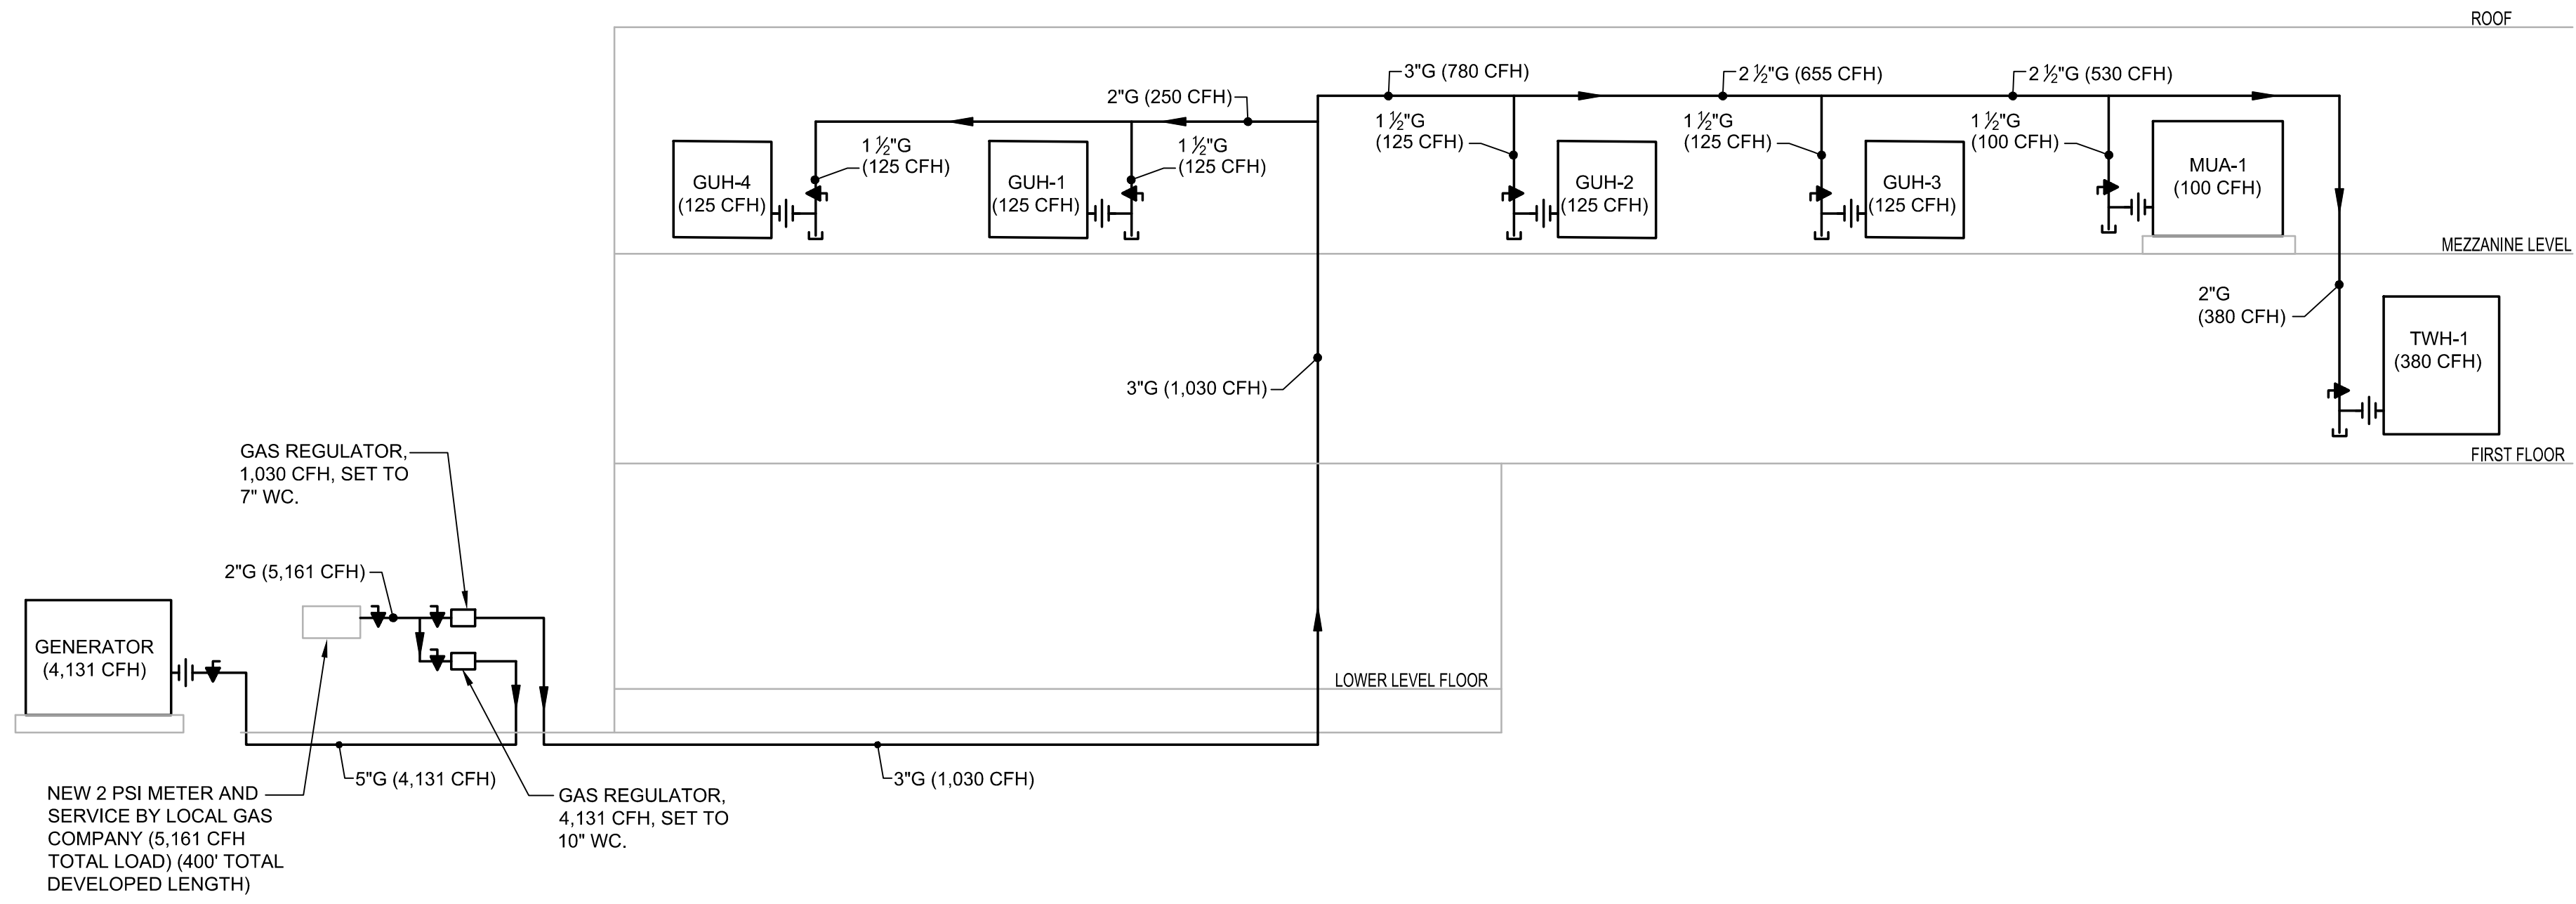 ROOF
3"G (780 CFH)
2 ½"G (655 CFH)
2 ½"G (530 CFH)
2"G (250 CFH)
1 ½"G
(125 CFH)
1 ½"G
(125 CFH)
1 ½"G
(125 CFH)
1 ½"G
(125 CFH)
1 ½"G
(100 CFH)
GUH-4
(125 CFH)
GUH-1
(125 CFH)
GUH-2
(125 CFH)
GUH-3
(125 CFH)
MUA-1
(100 CFH)
MEZZANINE LEVEL
2"G
(380 CFH)
TWH-1
(380 CFH)
3"G (1,030 CFH)
FIRST FLOOR
GAS REGULATOR,
1,030 CFH, SET TO
7" WC.
2"G (5,161 CFH)
GENERATOR
(4,131 CFH)
LOWER LEVEL FLOOR
5"G (4,131 CFH)
3"G (1,030 CFH)
NEW 2 PSI METER AND
SERVICE BY LOCAL GAS
COMPANY (5,161 CFH
TOTAL LOAD) (400' TOTAL
DEVELOPED LENGTH)
GAS REGULATOR,
4,131 CFH, SET TO
10" WC.